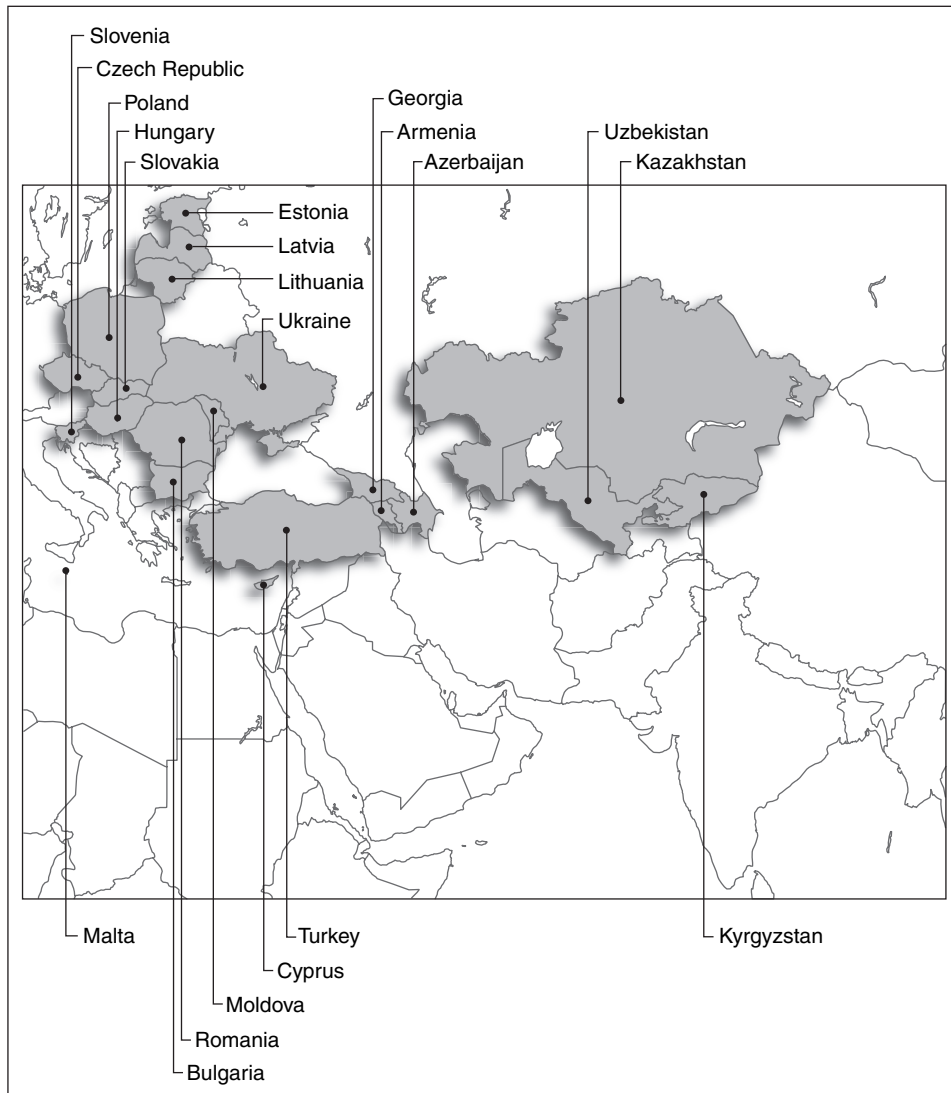 Slovenia
Czech Republic
Poland
Hungary
Slovakia
Georgia
Armenia
Azerbaijan
Uzbekistan
Kazakhstan
Estonia
Latvia
Lithuania
Ukraine
Malta
Turkey
Cyprus
Moldova
Romania
Bulgaria
Kyrgyzstan